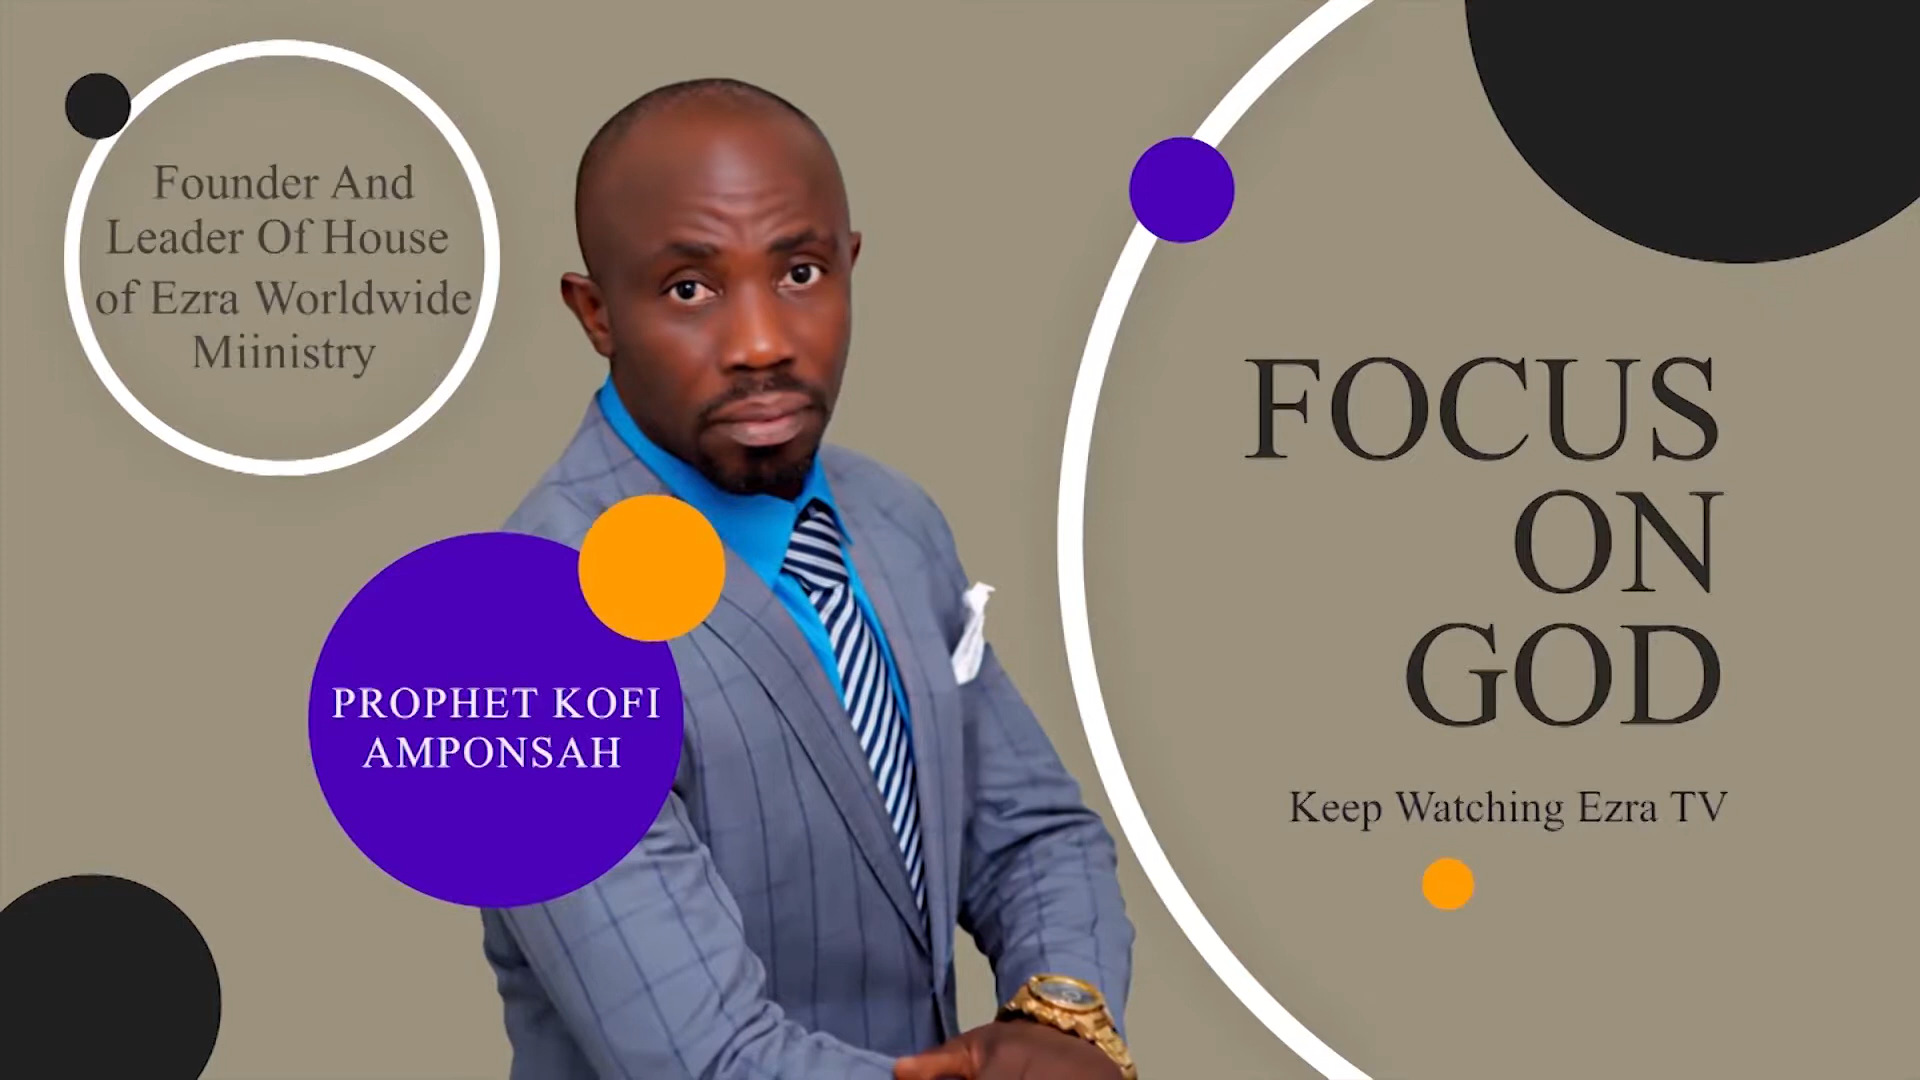 Founder And
Leader Of House
of Ezra Worldwide
Miinistry
PROPHET KOFI
AMPONSAH
FOCUS
ON
GOD
Keep Watching Ezra TV